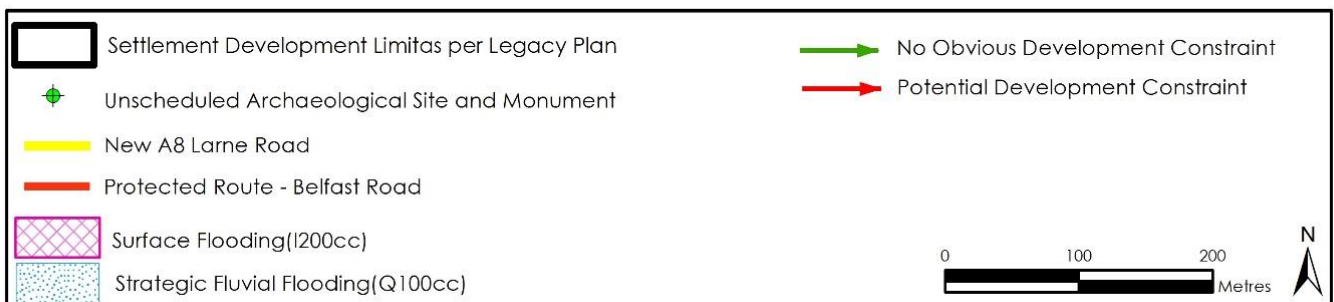 Settlement Development Limitas per Legacy Plan
Unscheduled Archaeological Site and Monument
New A8 Larne Road
Protected Route - Belfast Road
Surface Flooding(I200cc)
Strategic Fluvial Flooding(Q100cc)
No Obvious Development Constraint
Potential Development Constraint
0 100 200
Metres
N